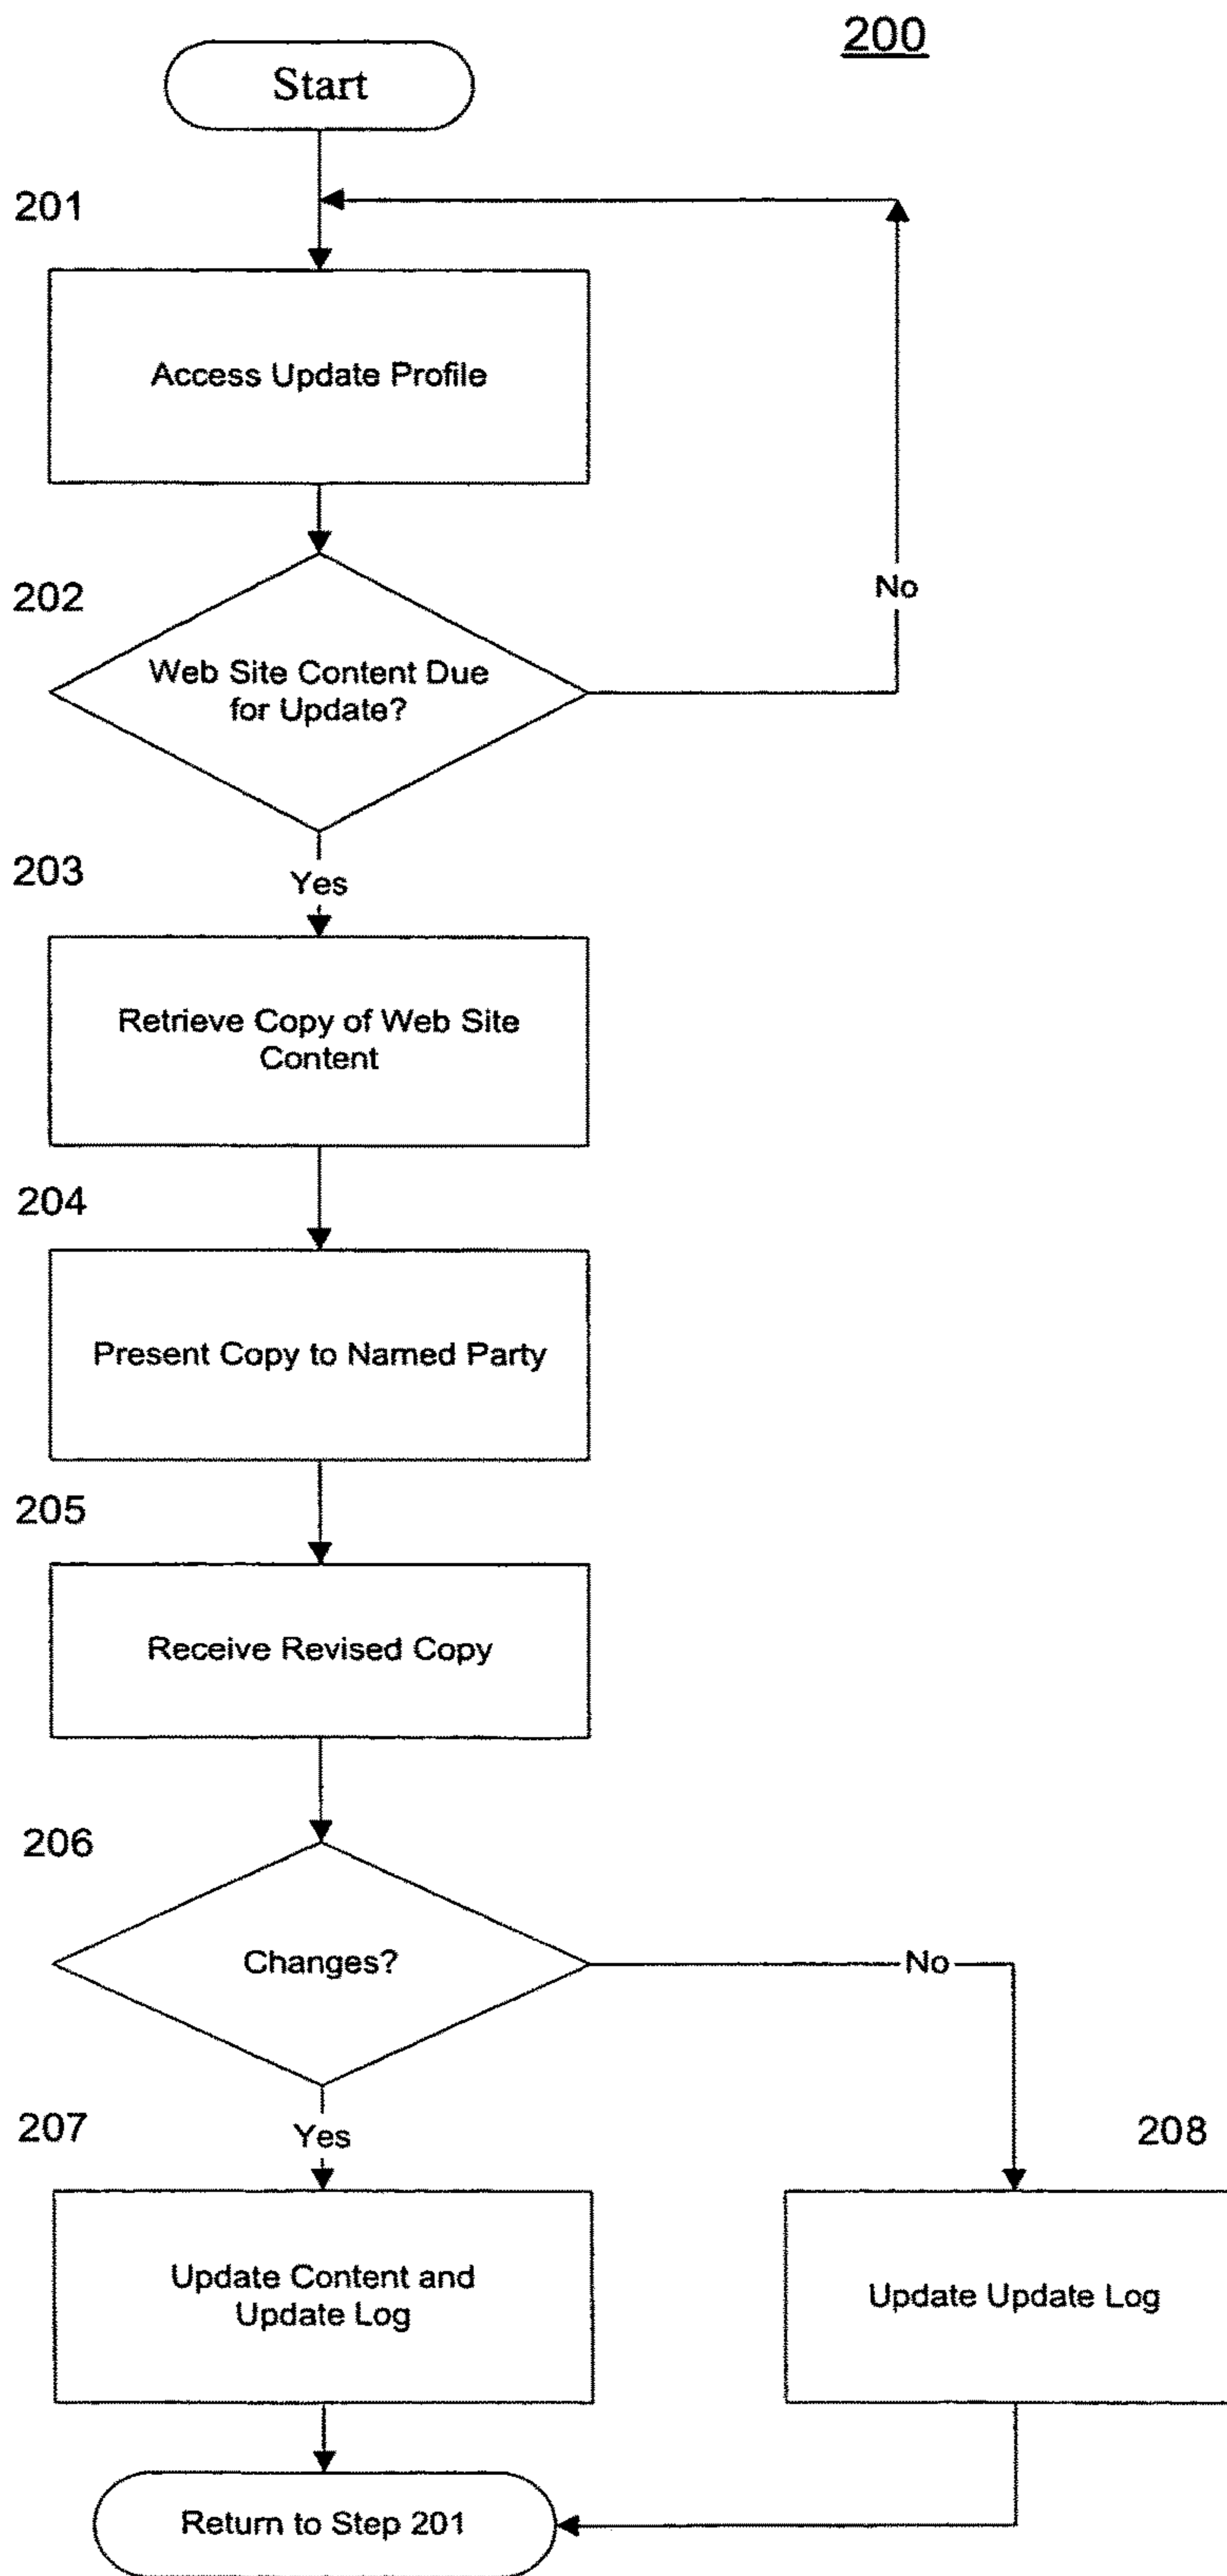 200
Start
201
Access Update Profile
202
Web Site Content Due
for Update?
No
203
Yes
Retrieve Copy of Web Site
Content
204
Present Copy to Named Party
205
Receive Revised Copy
206
Changes?
No
207
Yes
208
Update Content and
Update Log
Update Update Log
Return to Step 201